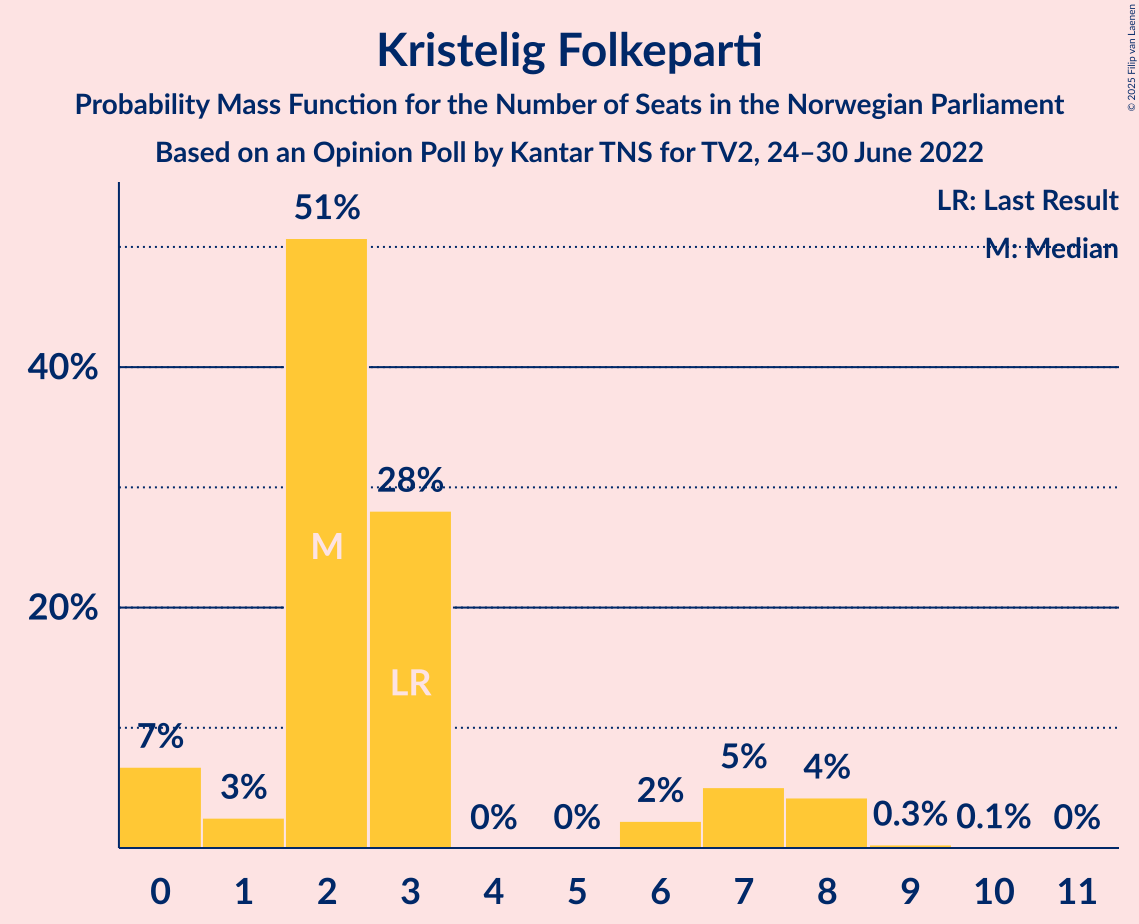 Kristelig Folkeparti
Probability Mass Function for the Number of Seats in the Norwegian Parliament
Based on an Opinion Poll by Kantar TNS for TV2, 24–30 June 2022
© 2025 Filip van Laenen
LR: Last Result
M: Median
51%
40%
28%
M
20%
LR
7%
3%
0%
0%
2%
5%
4%
0.3%
0.1%
0%
0 1 2 3 4 5 6 7 8 9 10 11